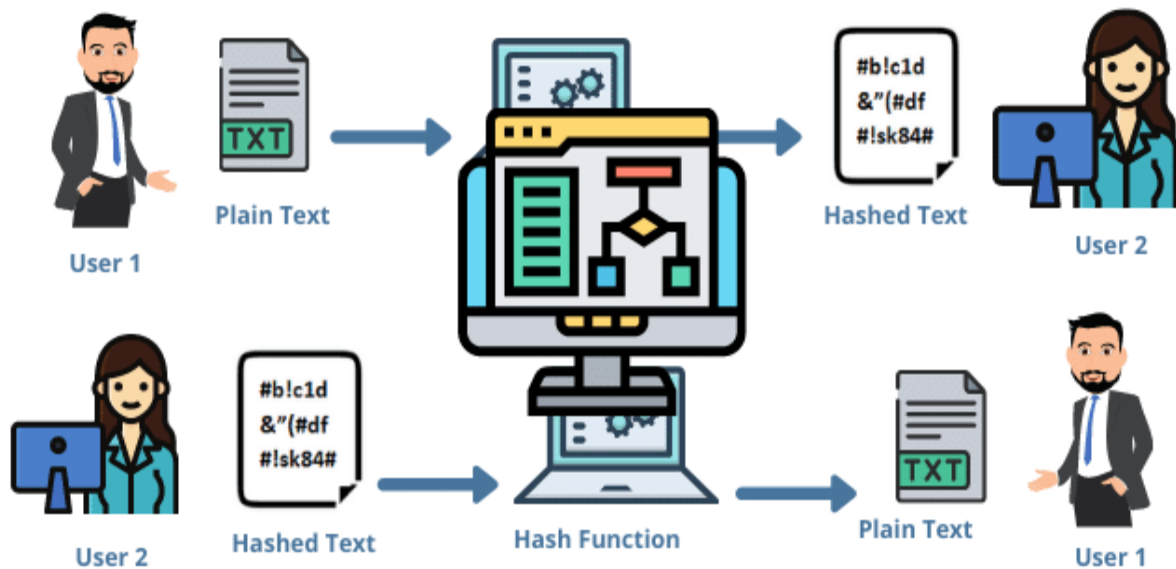 TXT
Plain Text
User 1
#b!c1d
&”(#df
#!sk84#
Hashed Text
User 2
#b!c1d
&”(#df
#!sk84#
Hashed Text
User 2
Hash Function
TXT
Plain Text
User 1